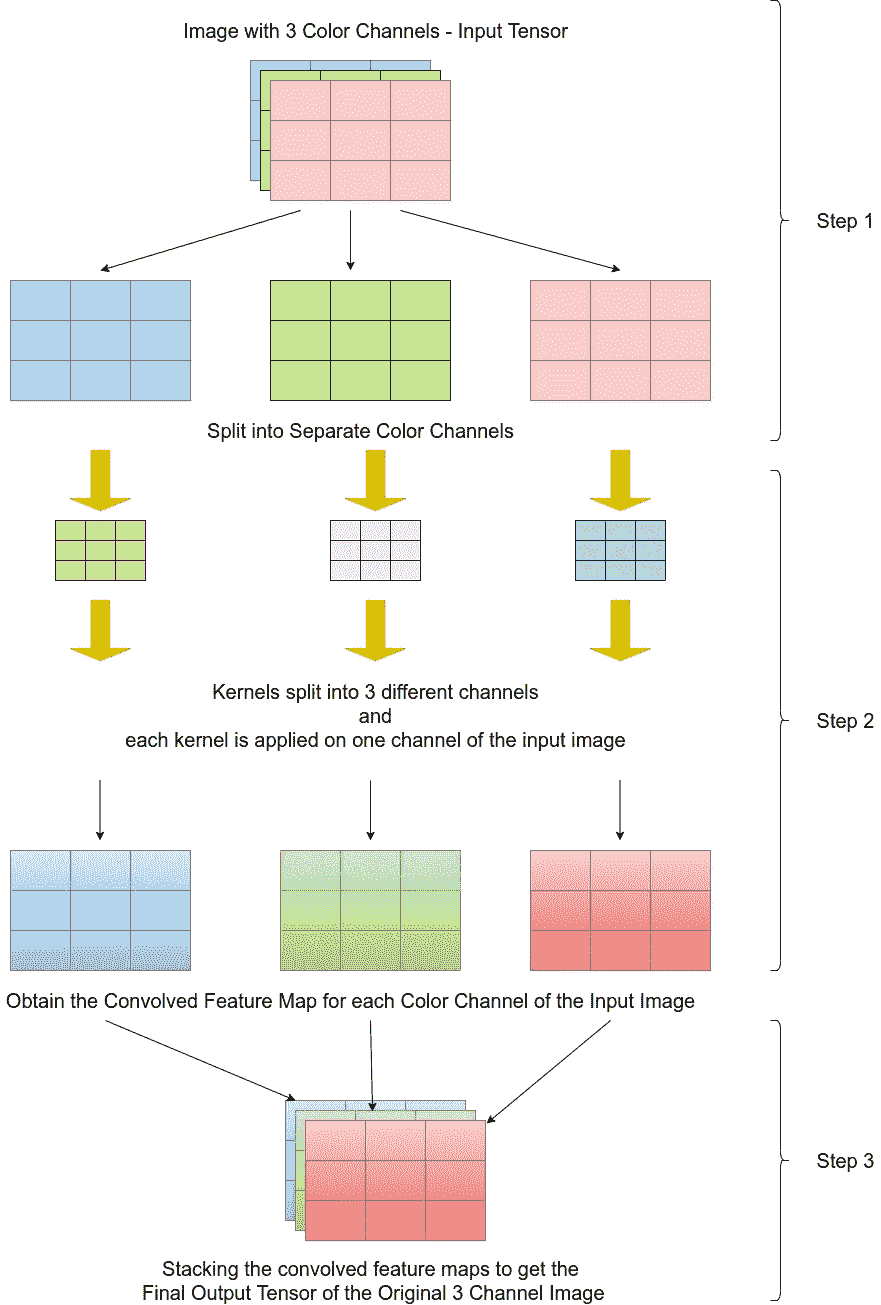 Image with 3 Color Channels - Input Tensor
Step 1
Split into Separate Color Channels
Kernels split into 3 different channels
and
each kernel is applied on one channel of the input image
Step 2
Obtain the Convolved Feature Map for each Color Channel of the Input Image
Step 3
Stacking the convolved feature maps to get the
Final Output Tensor of the Original 3 Channel Image